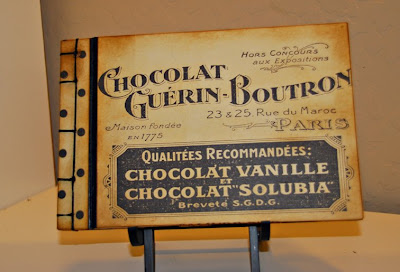 HORS CONCOURS
aux Expositions
CHOCOLAT
GUÉRIN-BOUTRON
23 & 25, Rue du Maroc
Maison fondée
EN 1775
PARIS
QUALITÉES RECOMMANDÉES:
CHOCOLAT VANILLE
ET
CHOCOLAT "SOLUBIA"
Breveté S.G.D.G.